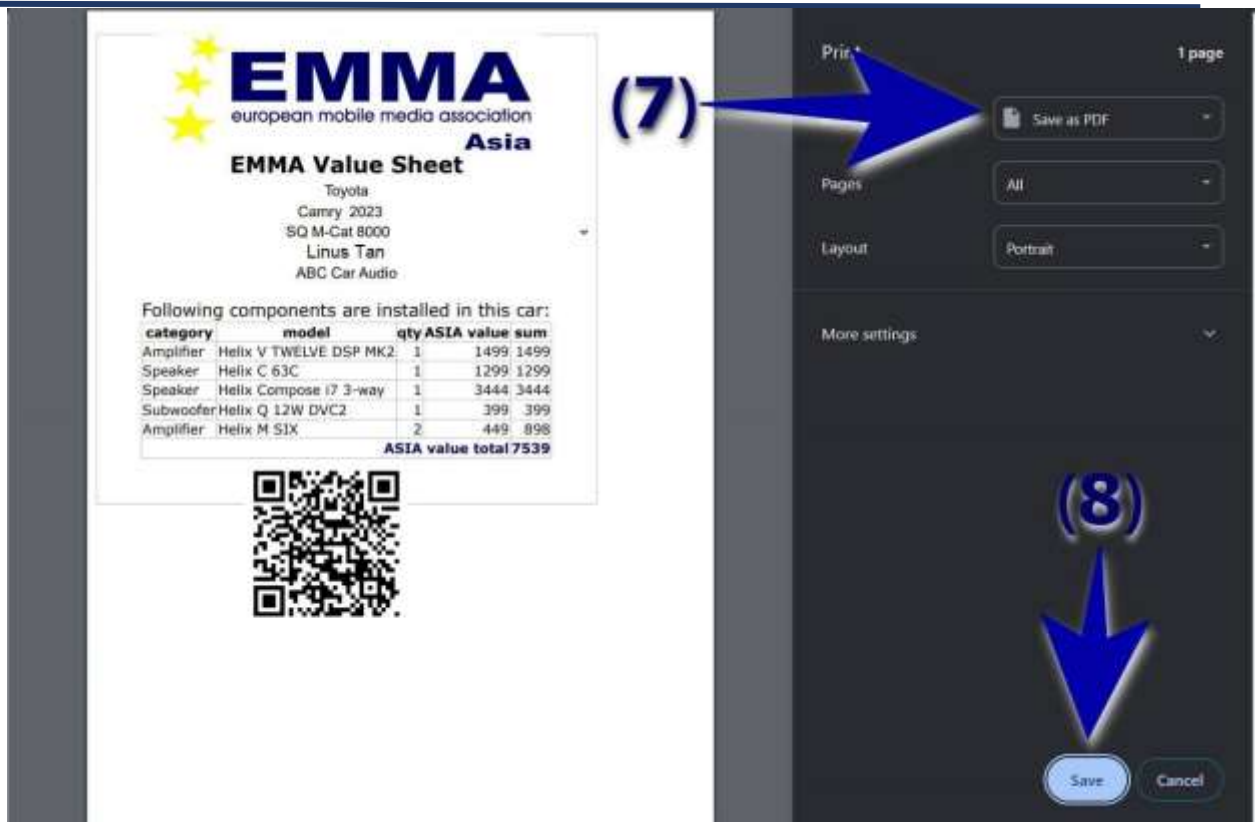 EMMA
european mobile media association
Asia
EMMA Value Sheet
Toyota
Camry 2023
SQ M-Cat 8000
Linus Tan
ABC Car Audio
Following components are installed in this car:
category model qty ASIA value sum
Amplifier Helix V TWELVE DSP MK2 1 1499 1499
Speaker Helix C 63C 1 1299 1299
Speaker Helix Compose i7 3-way 1 3444 3444
Subwoofer Helix Q 12W DVC2 1 399 399
Amplifier Helix M SIX 2 449 898
ASIA value total 7539
(7)
Print 1 page
Save as PDF
Pages All
Layout Portrait
More settings
(8)
Save Cancel